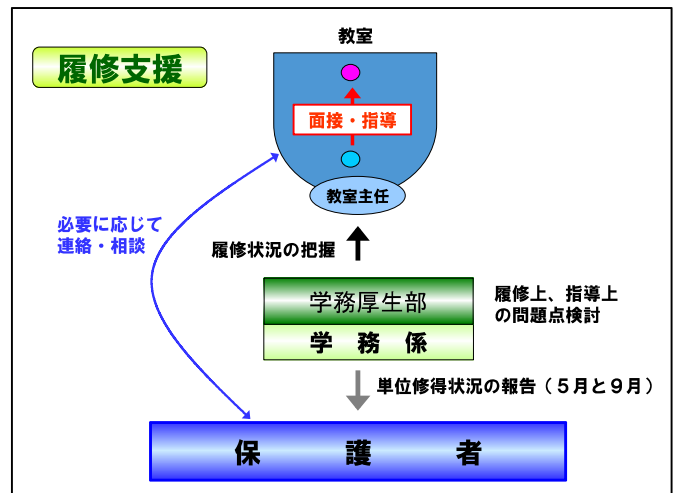 履修支援
教室
面接・指導
教室主任
必要に応じて
連絡・相談
履修状況の把握
学務厚生部
学務係
履修上、指導上
の問題点検討
単位修得状況の報告(5月と9月)
保護者